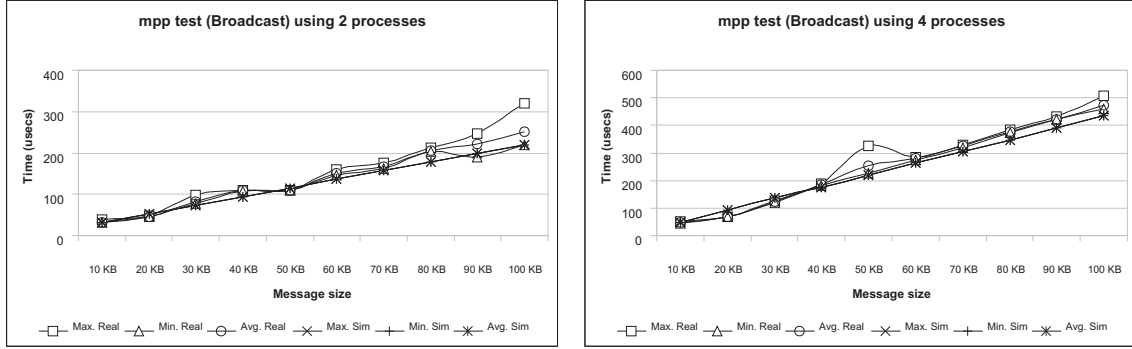 mpp test (Broadcast) using 2 processes
400
300
200
100
0
Time (usecs)
10 KB 20 KB 30 KB 40 KB 50 KB 60 KB 70 KB 80 KB 90 KB 100 KB
Message size
Max. Real Min. Real Avg. Real Max. Sim Min. Sim Avg. Sim
mpp test (Broadcast) using 4 processes
600
500
400
300
200
100
0
Time (usecs)
10 KB 20 KB 30 KB 40 KB 50 KB 60 KB 70 KB 80 KB 90 KB 100 KB
Message size
Max. Real Min. Real Avg. Real Max. Sim Min. Sim Avg. Sim